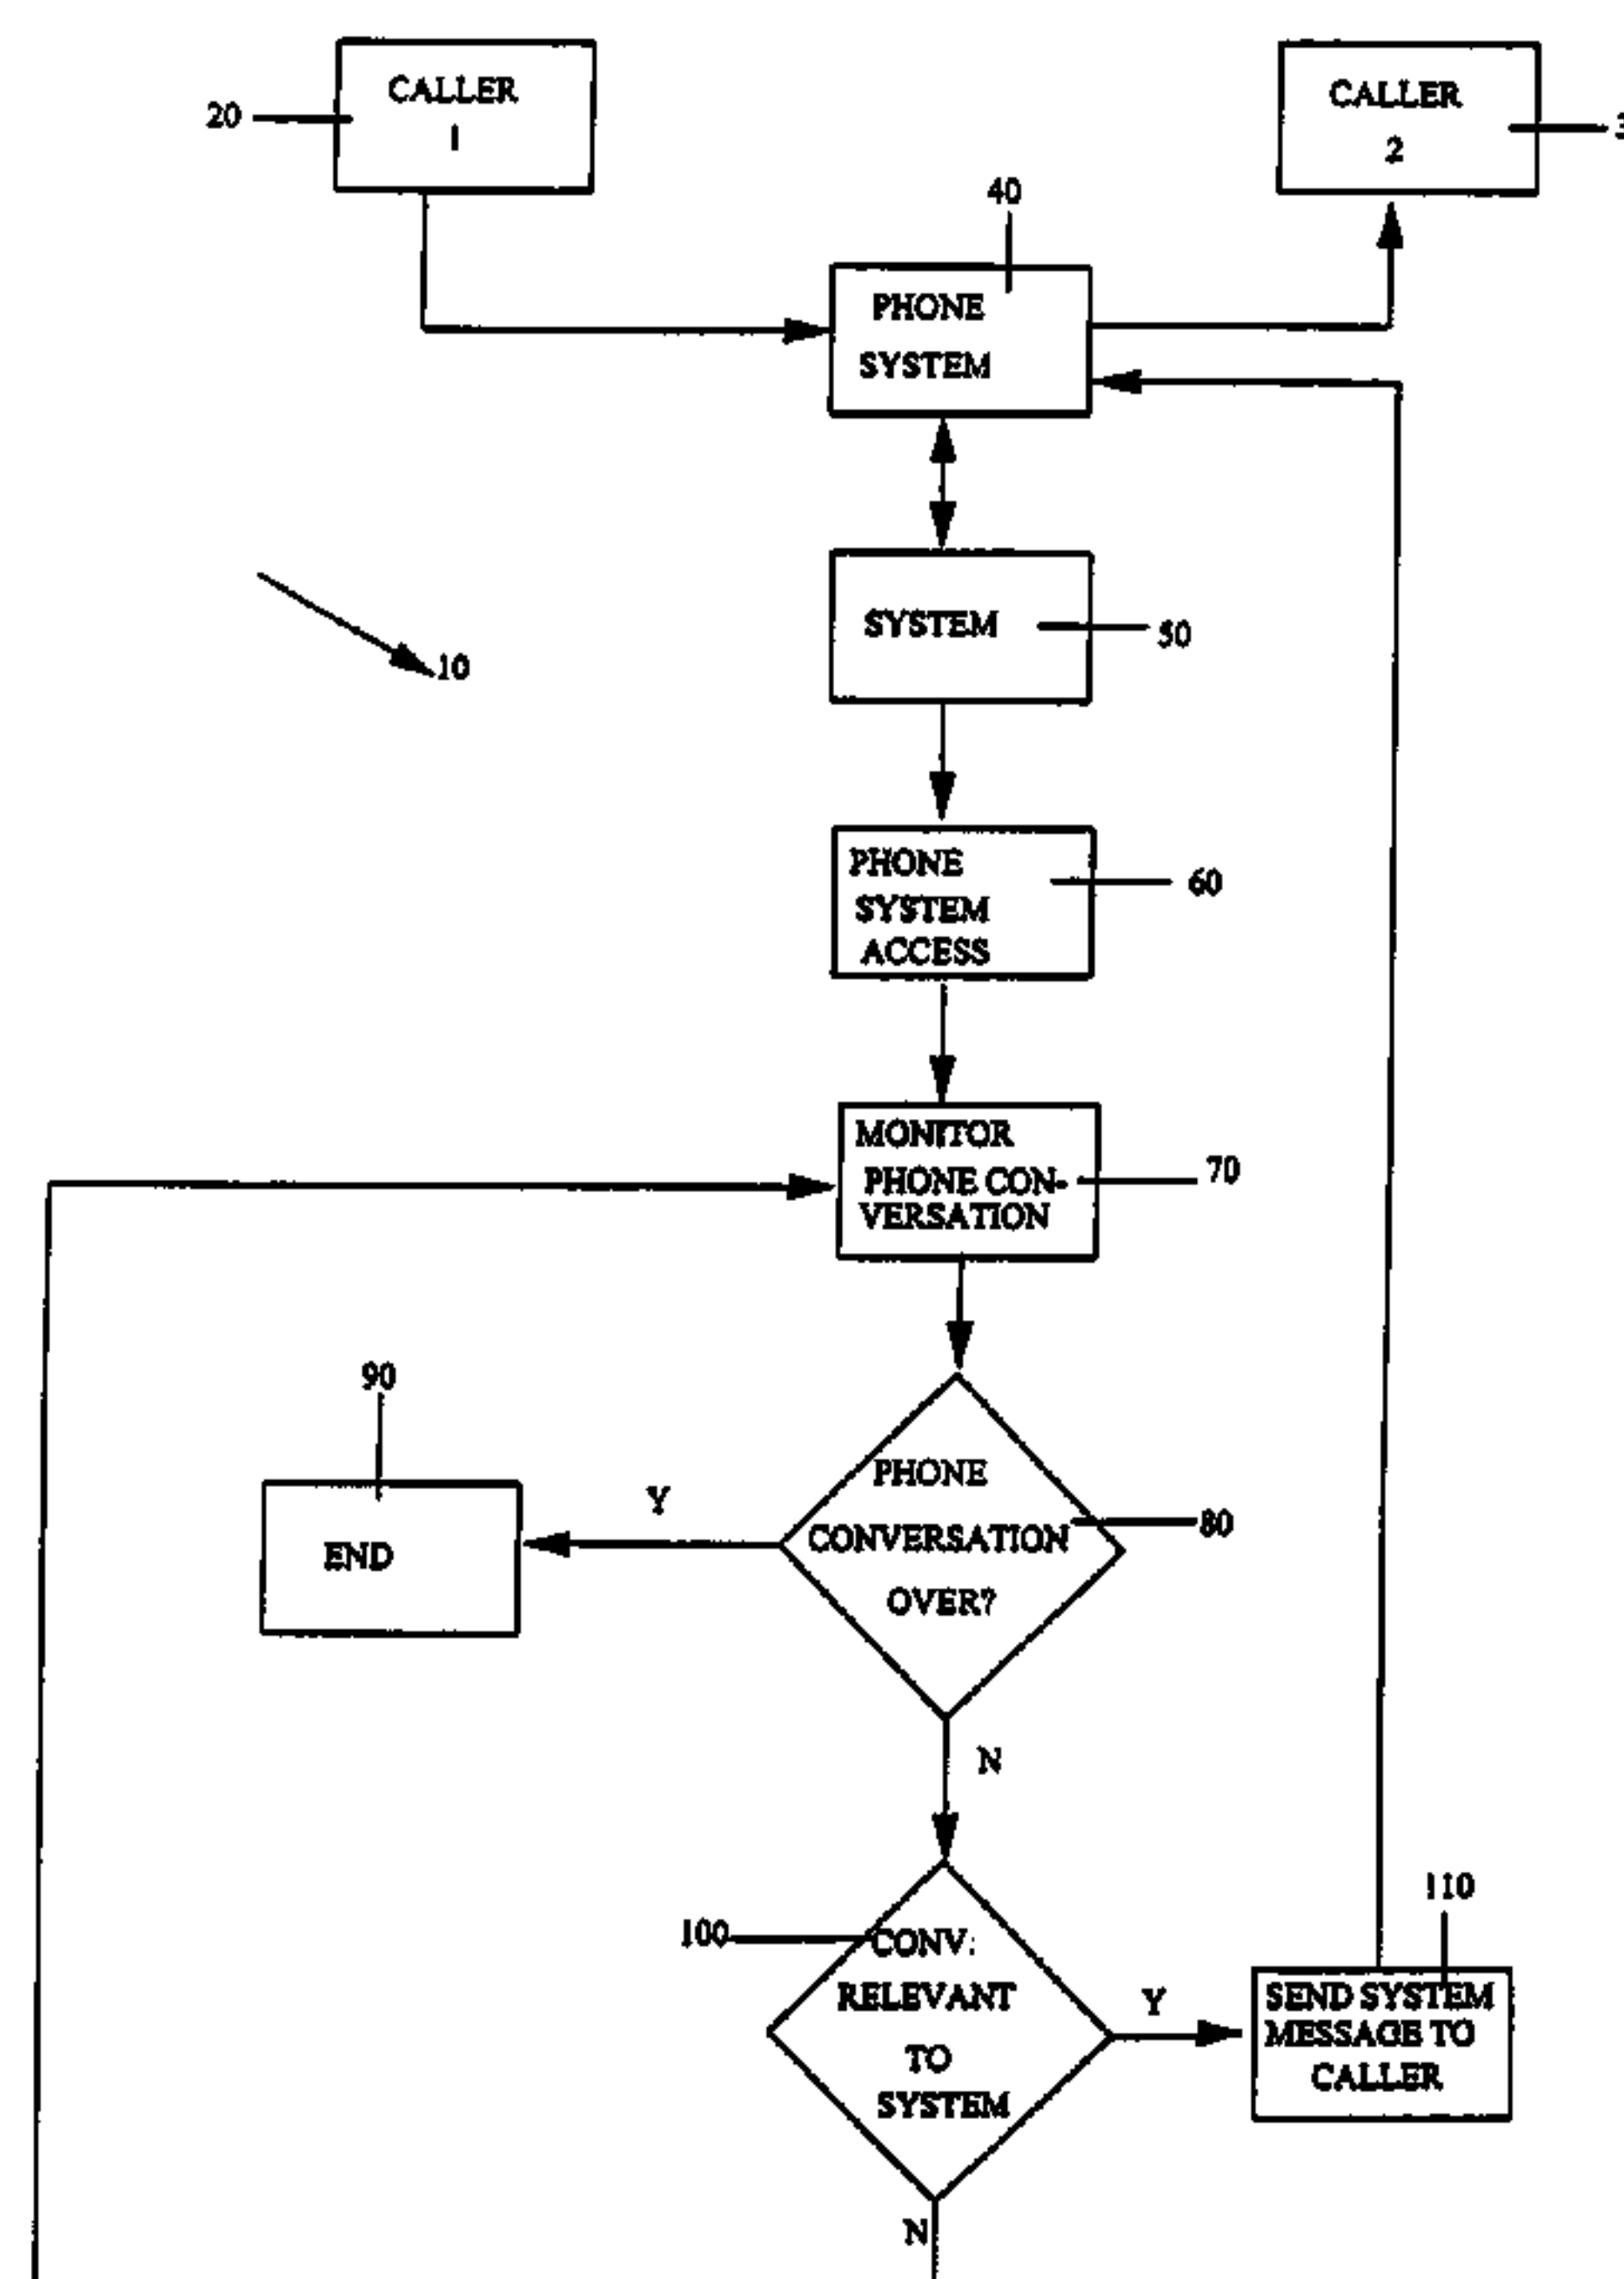 CALLER
1
20
CALLER
2
40
PHONE
SYSTEM
SYSTEM
50
10
PHONE
SYSTEM
ACCESS
60
MONITOR
PHONE CON-
VERSATION
70
90
END
Y
PHONE
CONVERSATION
OVER?
80
N
100
CONV:
RELEVANT
TO
SYSTEM
Y
110
SEND SYSTEM
MESSAGE TO
CALLER
N